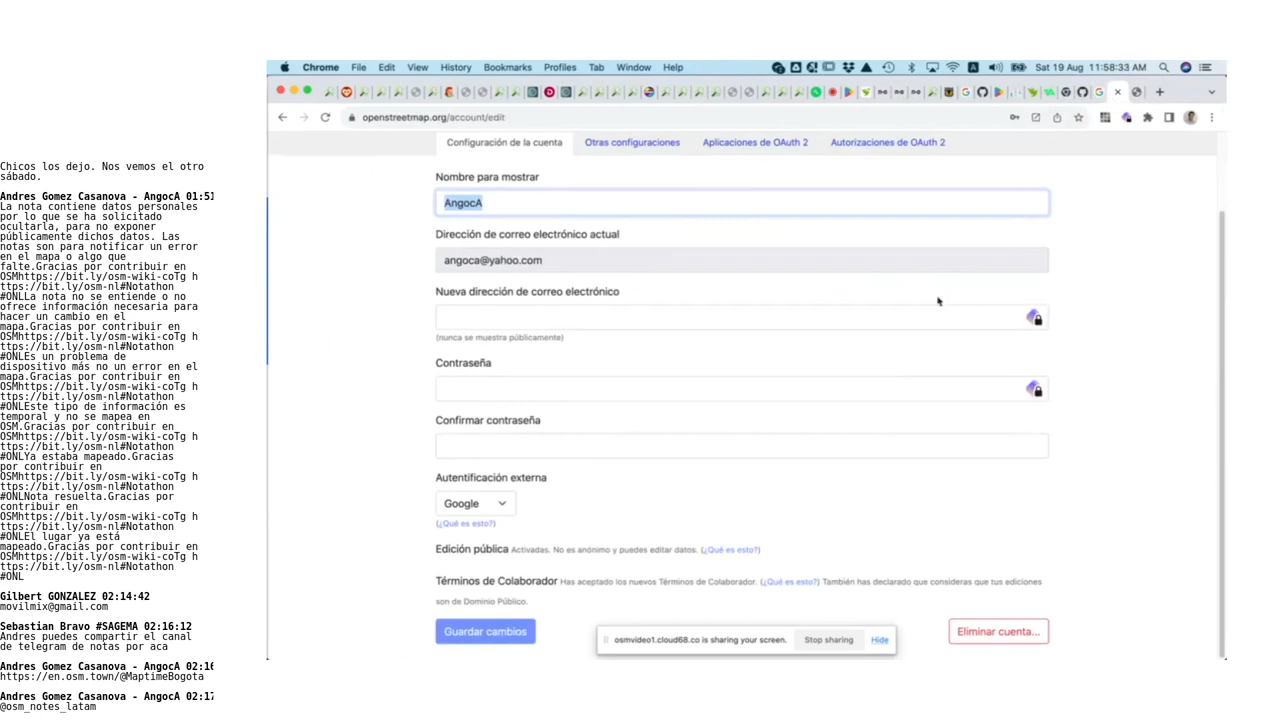 Chicos los dejo. Nos vemos el otro
sábado.
Andres Gomez Casanova - AngocA 01:51
La nota contiene datos personales
por lo que se ha solicitado
ocultarla, para no exponer
públicamente dichos datos. Las
notas son para notificar un error
en el mapa o algo que
falte.Gracias por contribuir en
OSMhttps://bit.ly/osm-wiki-coTg h
ttps://bit.ly/osm-nl#Notathon
#ONLLa nota no se entiende o no
ofrece información necesaria para
hacer un cambio en el
mapa.Gracias por contribuir en
OSMhttps://bit.ly/osm-wiki-coTg h
ttps://bit.ly/osm-nl#Notathon
#ONLEs un problema de
dispositivo más no un error en el
mapa.Gracias por contribuir en
OSMhttps://bit.ly/osm-wiki-coTg h
ttps://bit.ly/osm-nl#Notathon
#ONLEste tipo de información es
temporal y no se mapea en
OSM.Gracias por contribuir en
OSMhttps://bit.ly/osm-wiki-coTg h
ttps://bit.ly/osm-nl#Notathon
#ONLYa estaba mapeado.Gracias
por contribuir en
OSMhttps://bit.ly/osm-wiki-coTg h
ttps://bit.ly/osm-nl#Notathon
#ONLNota resuelta.Gracias por
contribuir en
OSMhttps://bit.ly/osm-wiki-coTg h
ttps://bit.ly/osm-nl#Notathon
#ONLEl lugar ya está
mapeado.Gracias por contribuir en
OSMhttps://bit.ly/osm-wiki-coTg h
ttps://bit.ly/osm-nl#Notathon
#ONL
Gilbert GONZALEZ 02:14:42
movilmix@gmail.com
Sebastian Bravo #SAGEMA 02:16:12
Andres puedes compartir el canal
de telegram de notas por aca
Andres Gomez Casanova - AngocA 02:16
https://en.osm.town/@MaptimeBogota
Andres Gomez Casanova - AngocA 02:17
@osm_notes_latam
Chrome File Edit View History Bookmarks Profiles Tab Window Help Sat 19 Aug 11:58:33 AM
openstreetmap.org/account/edit
Configuración de la cuenta Otras configuraciones Aplicaciones de OAuth 2 Autorizaciones de OAuth 2
Nombre para mostrar
AngocA
Dirección de correo electrónico actual
angoca@yahoo.com
Nueva dirección de correo electrónico
(nunca se muestra públicamente)
Contraseña
Confirmar contraseña
Autentificación externa
Google
(¿Qué es esto?)
Edición pública Activadas. No es anónimo y puedes editar datos. (¿Qué es esto?)
Términos de Colaborador Has aceptado los nuevos Términos de Colaborador. (¿Qué es esto?) También has declarado que consideras que tus ediciones
son de Dominio Público.
Guardar cambios
osmvideo1.cloud68.co is sharing your screen. Stop sharing Hide
Eliminar cuenta...